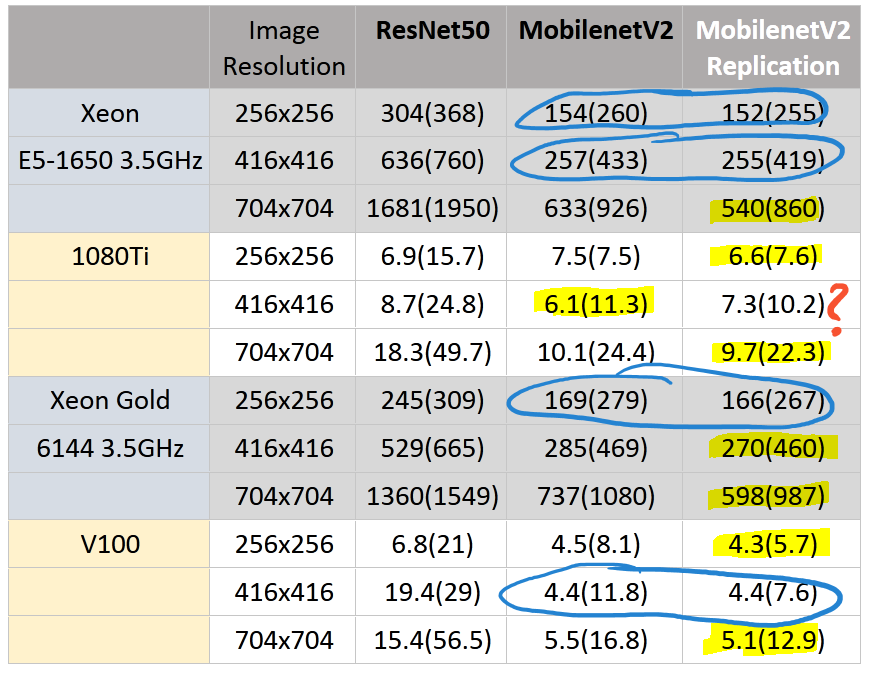 Image Resolution ResNet50 MobilenetV2 MobilenetV2 Replication
Xeon 256x256 304(368) 154(260) 152(255)
E5-1650 3.5GHz 416x416 636(760) 257(433) 255(419)
704x704 1681(1950) 633(926) 540(860)
1080Ti 256x256 6.9(15.7) 7.5(7.5) 6.6(7.6)
416x416 8.7(24.8) 6.1(11.3) 7.3(10.2) ?
704x704 18.3(49.7) 10.1(24.4) 9.7(22.3)
Xeon Gold 256x256 245(309) 169(279) 166(267)
6144 3.5GHz 416x416 529(665) 285(469) 270(460)
704x704 1360(1549) 737(1080) 598(987)
V100 256x256 6.8(21) 4.5(8.1) 4.3(5.7)
416x416 19.4(29) 4.4(11.8) 4.4(7.6)
704x704 15.4(56.5) 5.5(16.8) 5.1(12.9)